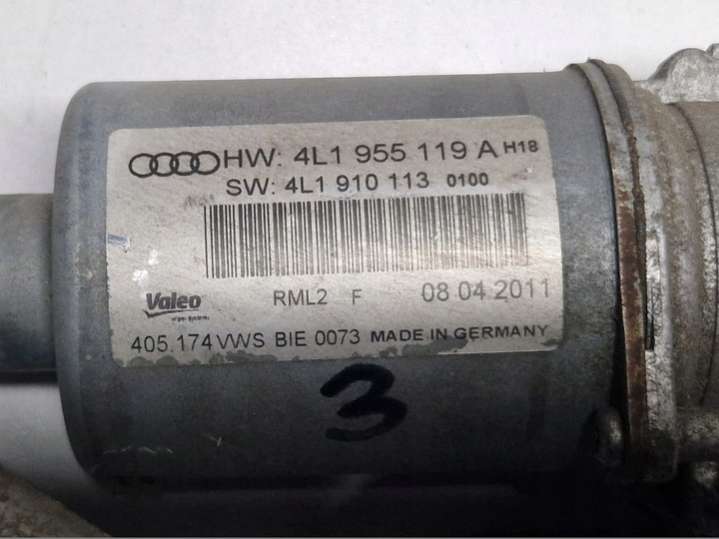 HW: 4L1 955 119 A H18
SW: 4L1 910 113 0100
Valeo RML2 F 08 04 2011
405.174 VWS BIE 0073 MADE IN GERMANY
3